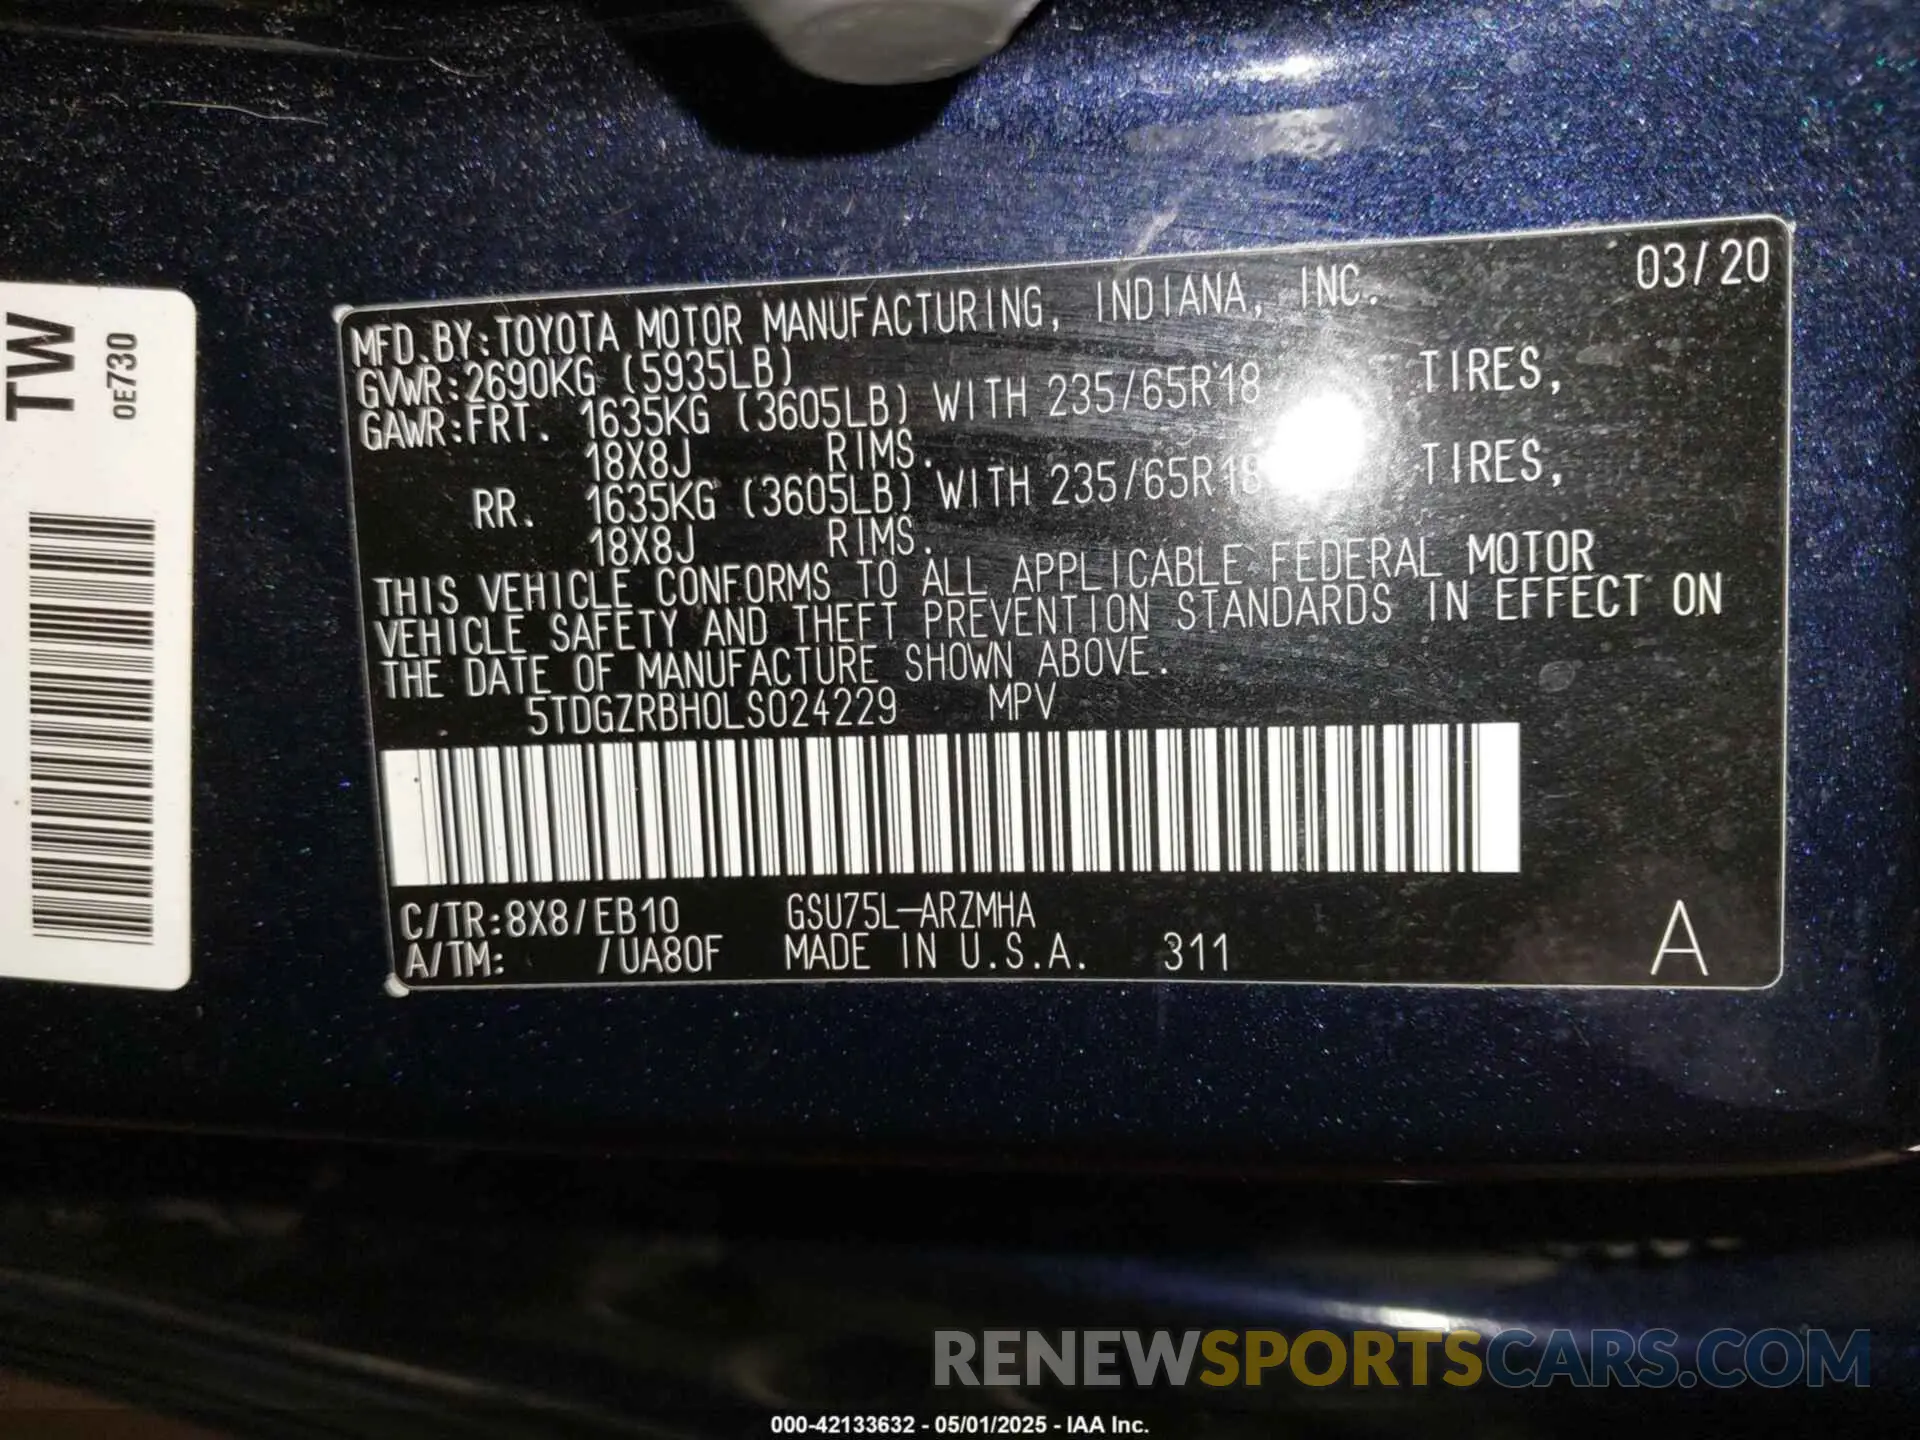 TW
0E730
03/20
MFD.BY:TOYOTA MOTOR MANUFACTURING, INDIANA, INC.
GVWR:2690KG (5935LB)
GAWR:FRT. 1635KG (3605LB) WITH 235/65R18 TIRES,
18X8J RIMS.
RR. 1635KG (3605LB) WITH 235/65R18 TIRES,
18X8J RIMS.
THIS VEHICLE CONFORMS TO ALL APPLICABLE FEDERAL MOTOR
VEHICLE SAFETY AND THEFT PREVENTION STANDARDS IN EFFECT ON
THE DATE OF MANUFACTURE SHOWN ABOVE.
5TDGZRBH0LS024229 MPV
C/TR:8X8/EB10 GSU75L-ARZMHA
A/TM: /UA80F MADE IN U.S.A. 311
A
RENEWSPORTSCARS.COM
000-42133632 - 05/01/2025 - IAA Inc.